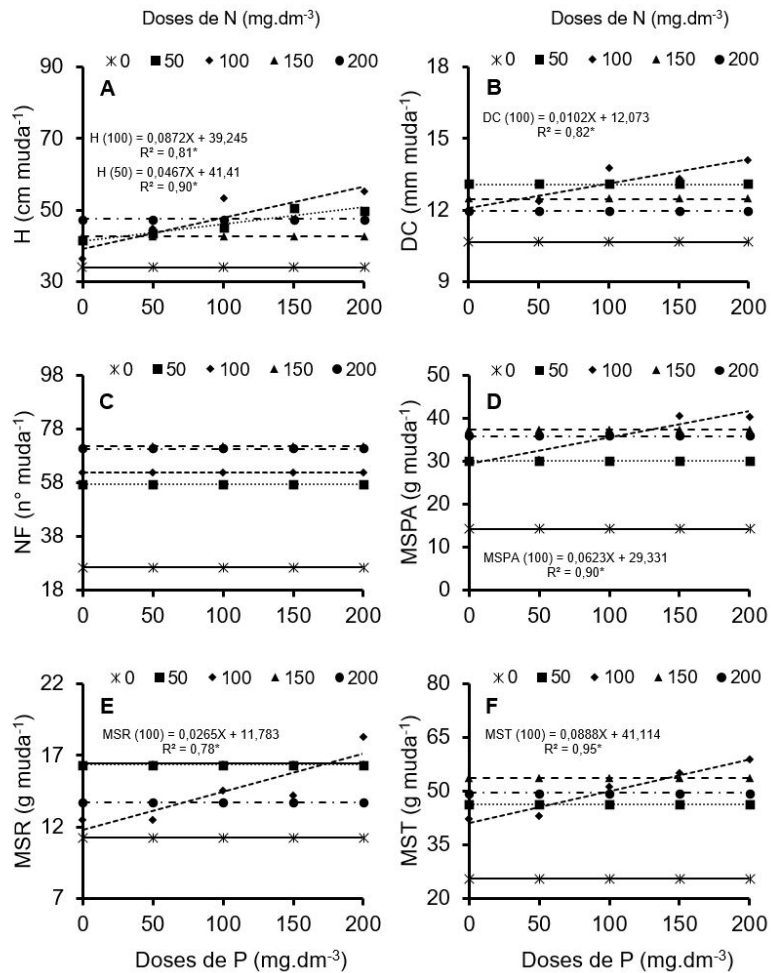 Doses de N (mg.dm-3)
0 50 100 150 200
A
H (100) = 0,0872X + 39,245
R² = 0,81*
H (50) = 0,0467X + 41,41
R² = 0,90*
H (cm muda-1)
90
70
50
30
0 50 100 150 200
Doses de N (mg.dm-3)
0 50 100 150 200
B
DC (100) = 0,0102X + 12,073
R² = 0,82*
DC (mm muda-1)
18
15
12
9
0 50 100 150 200
0 50 100 150 200
C
NF (n° muda-1)
98
78
58
38
18
0 50 100 150 200
0 50 100 150 200
D
MSPA (g muda-1)
50
40
30
20
10
0
MSPA (100) = 0,0623X + 29,331
R² = 0,90*
0 50 100 150 200
0 50 100 150 200
E
MSR (100) = 0,0265X + 11,783
R² = 0,78*
MSR (g muda-1)
22
17
12
7
0 50 100 150 200
Doses de P (mg.dm-3)
0 50 100 150 200
F
MST (100) = 0,0888X + 41,114
R² = 0,95*
MST (g muda-1)
80
65
50
35
20
0 50 100 150 200
Doses de P (mg.dm-3)